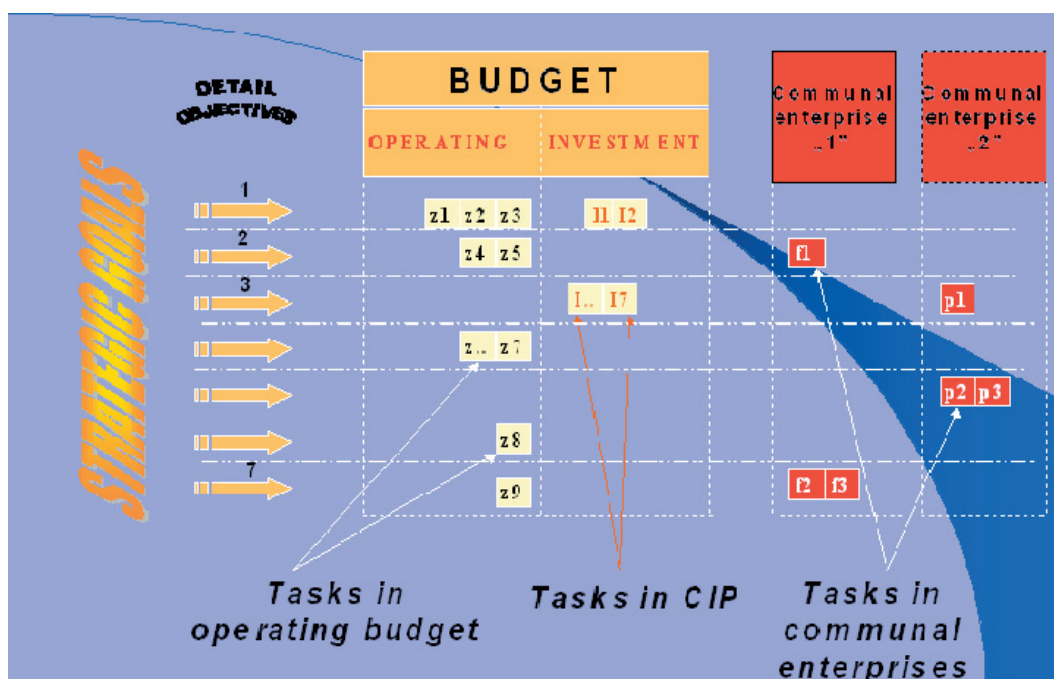 DETAIL
OBJECTIVES
BUDGET
OPERATING
INVESTMENT
Communal
enterprise
„1"
Communal
enterprise
„2"
STRATEGIC GOALS
1
z1 z2 z3
I1 I2
2
z4 z5
f1
3
I.. I7
p1
z... z7
p2 p3
z8
7
z9
f2 f3
Tasks in
operating budget
Tasks in CIP
Tasks in
communal
enterprises